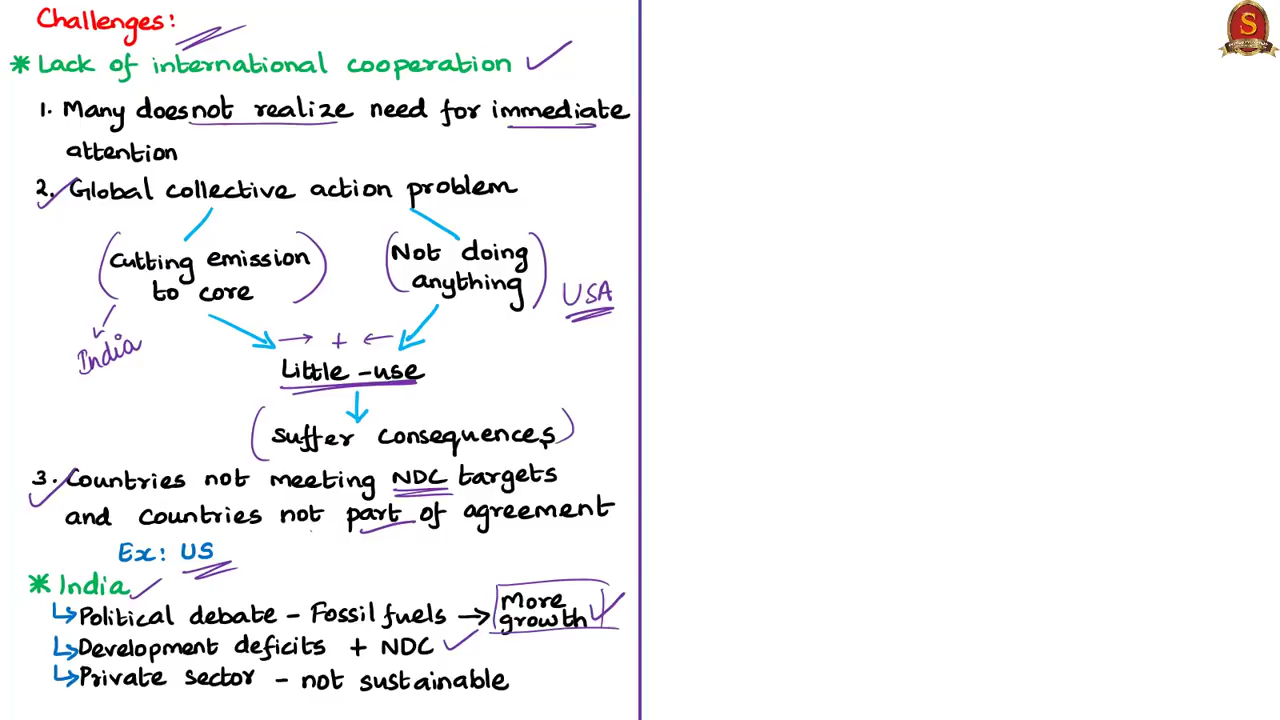 Challenges:
* Lack of international cooperation
1. Many does not realize need for immediate
attention
2. Global collective action problem
Cutting emission
to core
Not doing
anything
USA
India
→ + ←
Little - use
Suffer consequences
3. Countries not meeting NDC targets
and countries not part of agreement
Ex: US
* India
↳ Political debate - Fossil fuels → More growth
↳ Development deficits + NDC
↳ Private sector - not sustainable
S